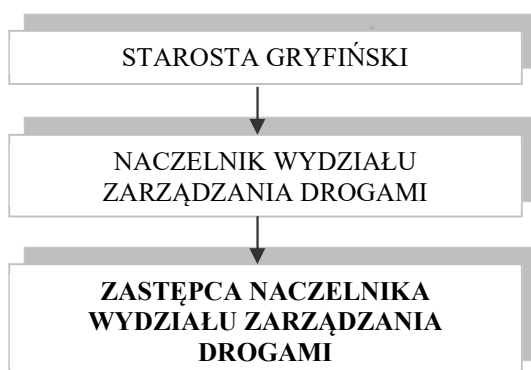 STAROSTA GRYFIŃSKI
NACZELNIK WYDZIAŁU
ZARZĄDZANIA DROGAMI
ZASTĘPCA NACZELNIKA
WYDZIAŁU ZARZĄDZANIA
DROGAMI